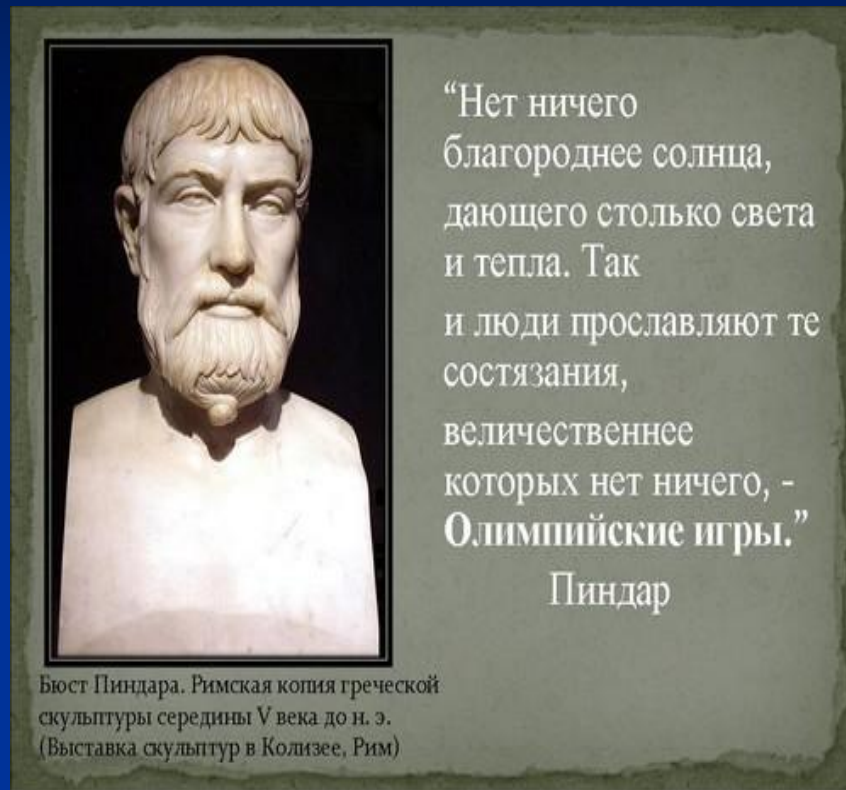 “Нет ничего
благороднее солнца,
дающего столько света
и тепла. Так
и люди прославляют те
состязания,
величественнее
которых нет ничего, -
Олимпийские игры.”
Пиндар
Бюст Пиндара. Римская копия греческой
скульптуры середины V века до н. э.
(Выставка скульптур в Колизее, Рим)